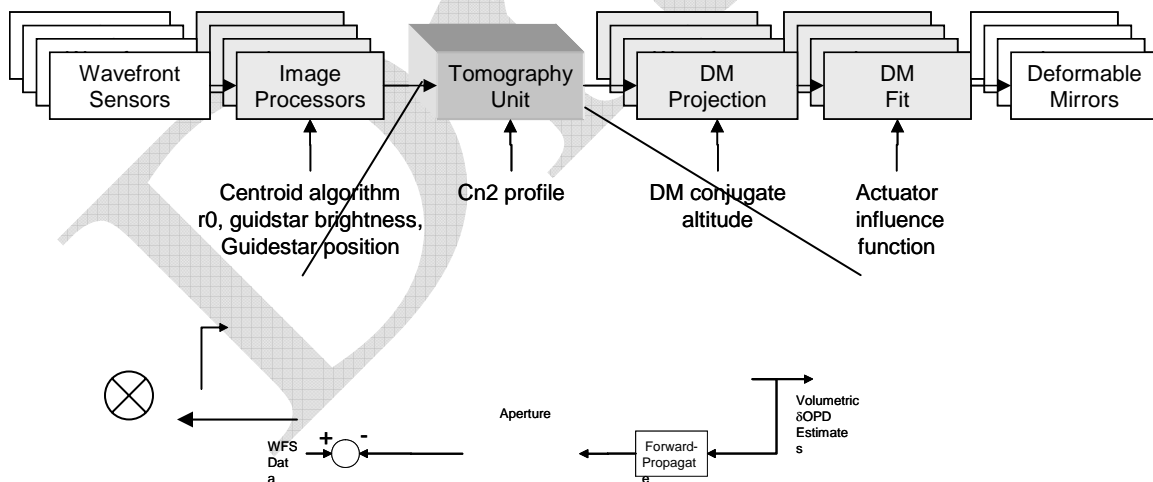 Wavefront
Sensors
Image
Processors
Tomography
Unit
DM
Projection
DM
Fit
Deformable
Mirrors
Centroid algorithm
r0, guidstar brightness,
Guidestar position
Cn2 profile
DM conjugate
altitude
Actuator
influence
function
Aperture
Volumetric
δOPD
Estimate
s
+
-
WFS
Dat
a
Forward-
Propagat
e